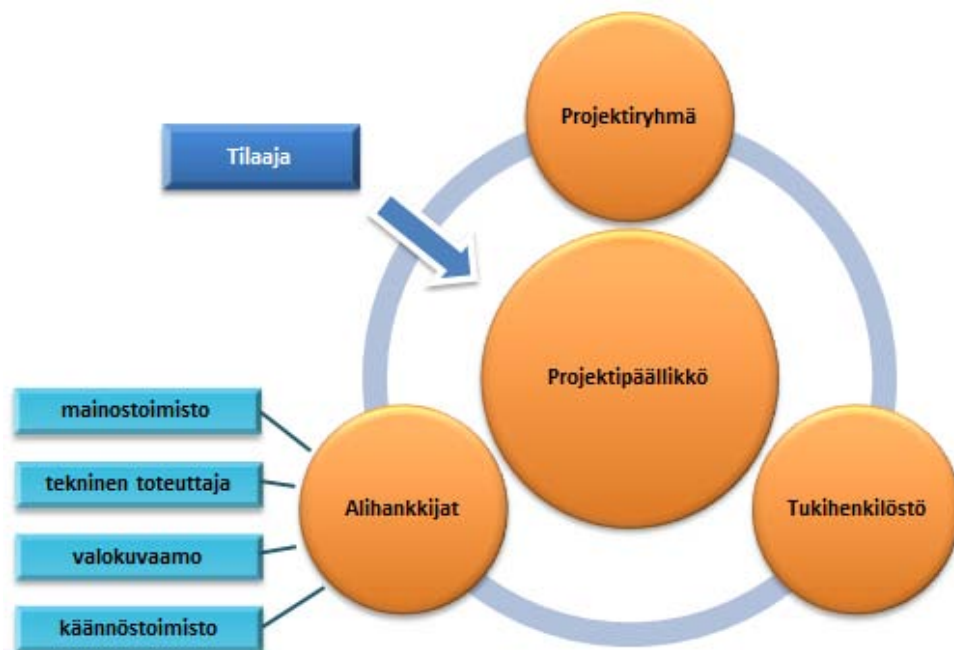 Projektiryhmä
Tilaaja
Projektipäällikkö
mainostoimisto
tekninen toteuttaja
valokuvaamo
käännöstoimisto
Alihankkijat
Tukihenkilöstö